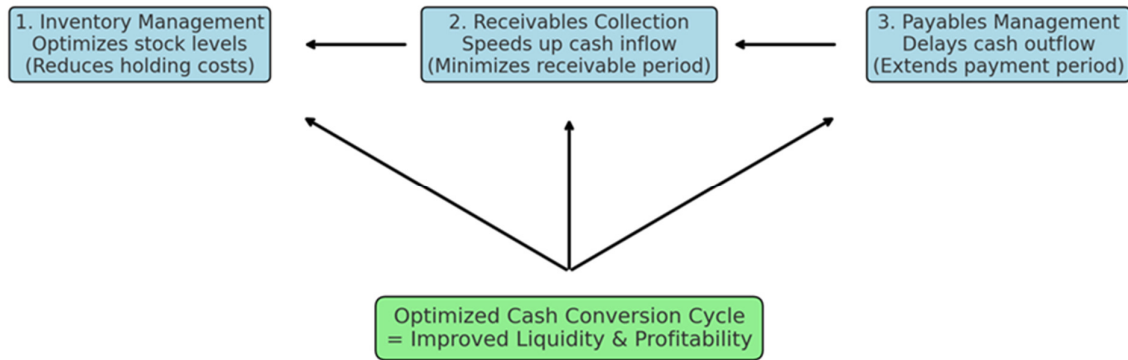 1. Inventory Management
Optimizes stock levels
(Reduces holding costs)
2. Receivables Collection
Speeds up cash inflow
(Minimizes receivable period)
3. Payables Management
Delays cash outflow
(Extends payment period)
Optimized Cash Conversion Cycle
= Improved Liquidity & Profitability